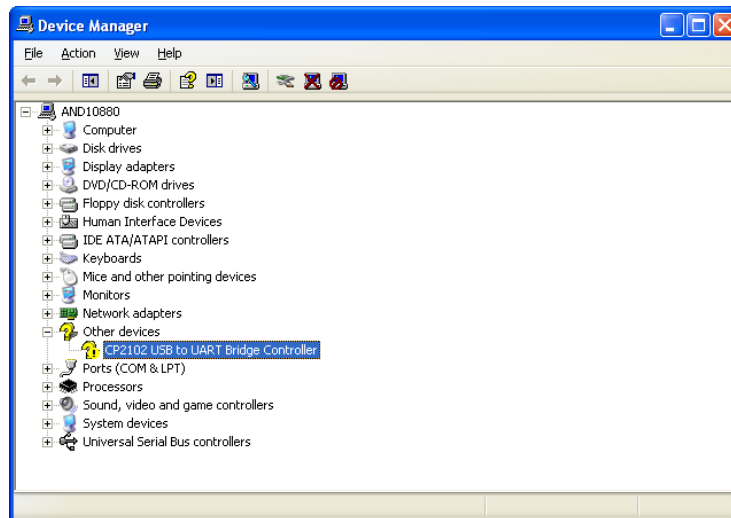 Device Manager
File Action View Help
AND10880
Computer
Disk drives
Display adapters
DVD/CD-ROM drives
Floppy disk controllers
Human Interface Devices
IDE ATA/ATAPI controllers
Keyboards
Mice and other pointing devices
Monitors
Network adapters
Other devices
CP2102 USB to UART Bridge Controller
Ports (COM & LPT)
Processors
Sound, video and game controllers
System devices
Universal Serial Bus controllers